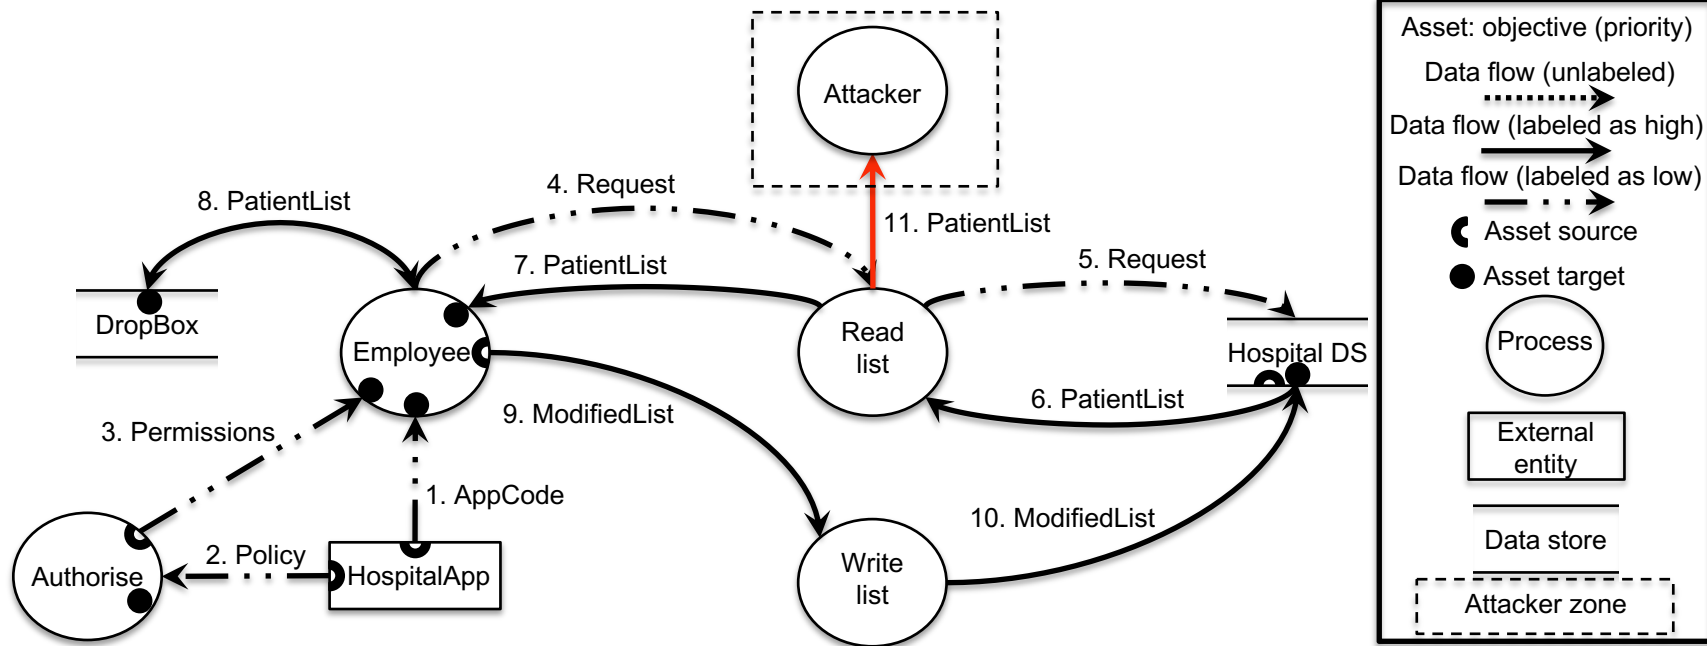 Attacker
4. Request
8. PatientList
11. PatientList
7. PatientList
5. Request
DropBox
Employee
Read
list
Hospital DS
6. PatientList
3. Permissions
9. ModifiedList
1. AppCode
10. ModifiedList
2. Policy
Authorise
HospitalApp
Write
list
Asset: objective (priority)
Data flow (unlabeled)
Data flow (labeled as high)
Data flow (labeled as low)
Asset source
Asset target
Process
External
entity
Data store
Attacker zone